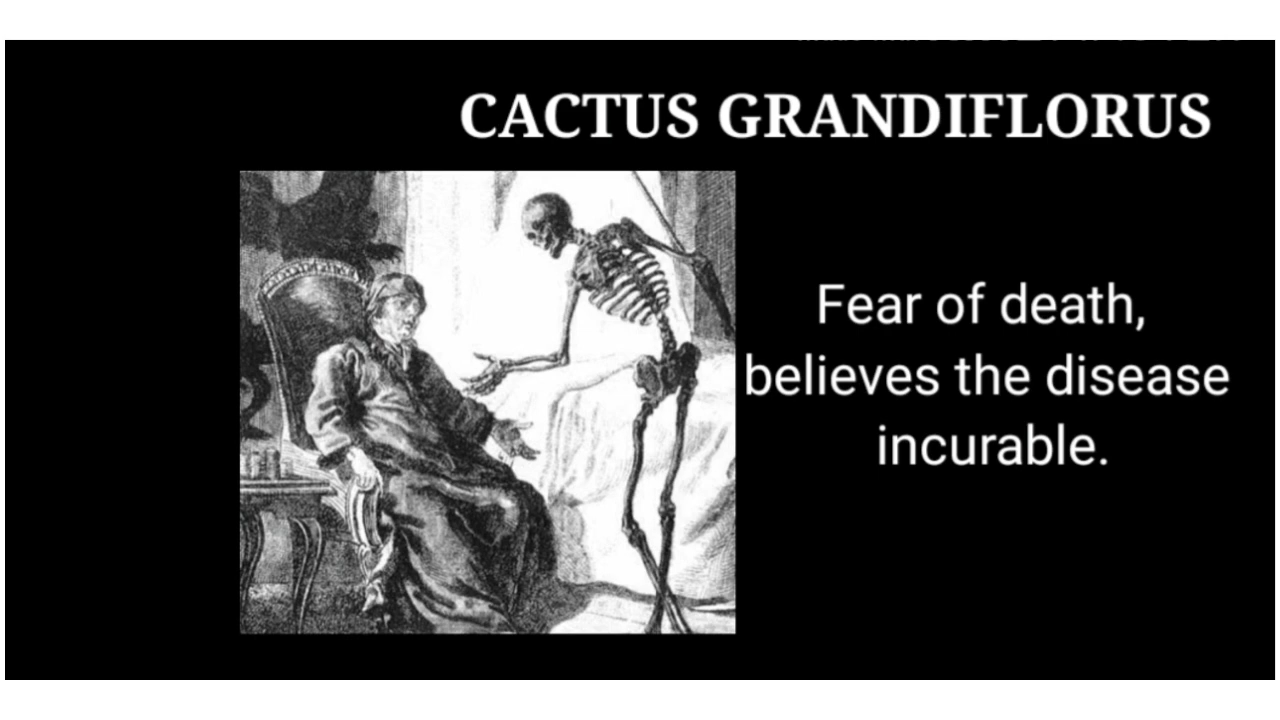 CACTUS GRANDIFLORUS
Fear of death,
believes the disease
incurable.